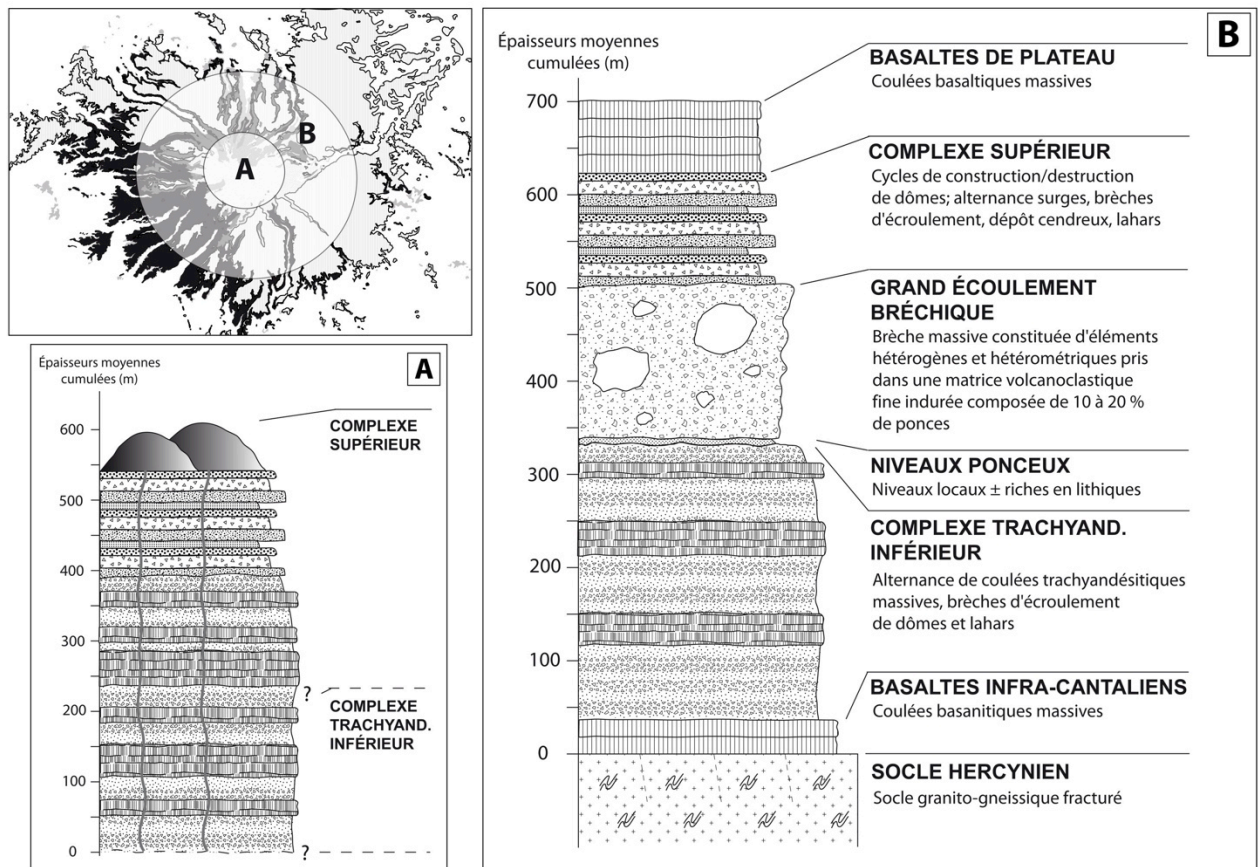 A
B
A
Épaisseurs moyennes
cumulées (m)
600
500
400
300
200
100
0
COMPLEXE
SUPÉRIEUR
?
COMPLEXE
TRACHYAND.
INFÉRIEUR
?
B
Épaisseurs moyennes
cumulées (m)
700
600
500
400
300
200
100
0
BASALTES DE PLATEAU
Coulées basaltiques massives
COMPLEXE SUPÉRIEUR
Cycles de construction/destruction
de dômes; alternance surges, brèches
d'écroulement, dépôt cendreux, lahars
GRAND ÉCOULEMENT
BRÉCHIQUE
Brèche massive constituée d'éléments
hétérogènes et hétérométriques pris
dans une matrice volcanoclastique
fine indurée composée de 10 à 20 %
de ponces
NIVEAUX PONCEUX
Niveaux locaux ± riches en lithiques
COMPLEXE TRACHYAND.
INFÉRIEUR
Alternance de coulées trachyandésitiques
massives, brèches d'écroulement
de dômes et lahars
BASALTES INFRA-CANTALIENS
Coulées basanitiques massives
SOCLE HERCYNIEN
Socle granito-gneissique fracturé